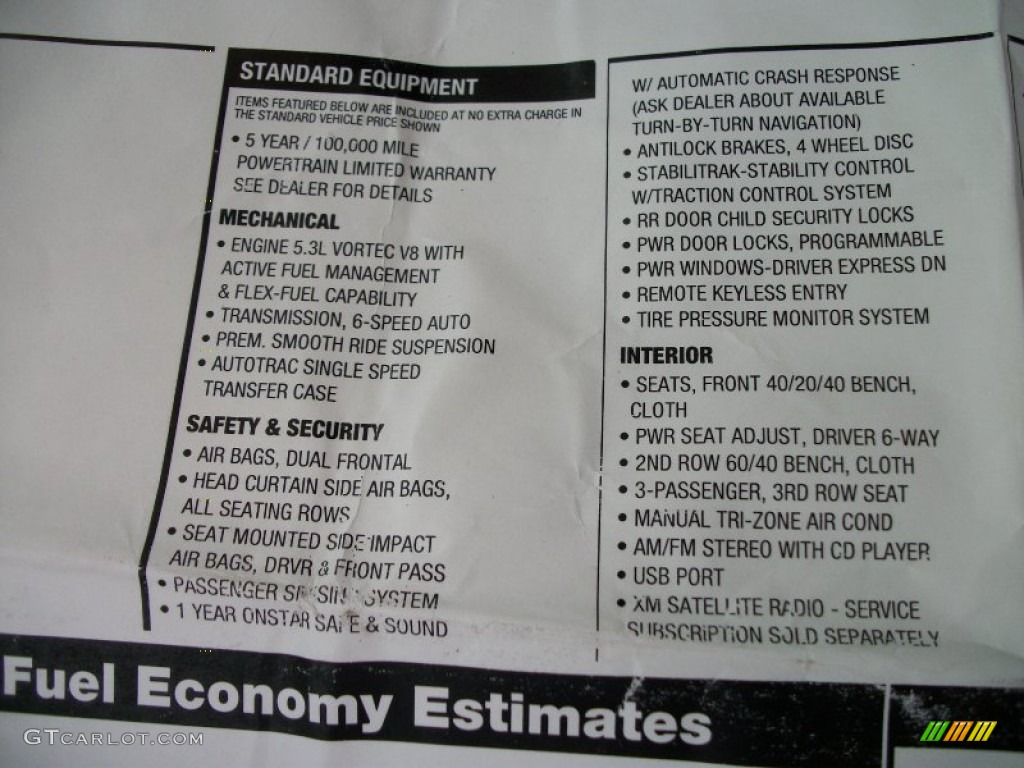 STANDARD EQUIPMENT
ITEMS FEATURED BELOW ARE INCLUDED AT NO EXTRA CHARGE IN
THE STANDARD VEHICLE PRICE SHOWN
• 5 YEAR / 100,000 MILE
POWERTRAIN LIMITED WARRANTY
SEE DEALER FOR DETAILS
MECHANICAL
• ENGINE 5.3L VORTEC V8 WITH
ACTIVE FUEL MANAGEMENT
& FLEX-FUEL CAPABILITY
• TRANSMISSION, 6-SPEED AUTO
• PREM. SMOOTH RIDE SUSPENSION
• AUTOTRAC SINGLE SPEED
TRANSFER CASE
SAFETY & SECURITY
• AIR BAGS, DUAL FRONTAL
• HEAD CURTAIN SIDE AIR BAGS,
ALL SEATING ROWS
• SEAT MOUNTED SIDE IMPACT
AIR BAGS, DRVR & FRONT PASS
• PASSENGER SENSING SYSTEM
• 1 YEAR ONSTAR SAFE & SOUND
W/ AUTOMATIC CRASH RESPONSE
(ASK DEALER ABOUT AVAILABLE
TURN-BY-TURN NAVIGATION)
• ANTILOCK BRAKES, 4 WHEEL DISC
• STABILITRAK-STABILITY CONTROL
W/TRACTION CONTROL SYSTEM
• RR DOOR CHILD SECURITY LOCKS
• PWR DOOR LOCKS, PROGRAMMABLE
• PWR WINDOWS-DRIVER EXPRESS DN
• REMOTE KEYLESS ENTRY
• TIRE PRESSURE MONITOR SYSTEM
INTERIOR
• SEATS, FRONT 40/20/40 BENCH,
CLOTH
• PWR SEAT ADJUST, DRIVER 6-WAY
• 2ND ROW 60/40 BENCH, CLOTH
• 3-PASSENGER, 3RD ROW SEAT
• MANUAL TRI-ZONE AIR COND
• AM/FM STEREO WITH CD PLAYER
• USB PORT
• XM SATELLITE RADIO - SERVICE
SUBSCRIPTION SOLD SEPARATELY
Fuel Economy Estimates
GTCARLOT.COM